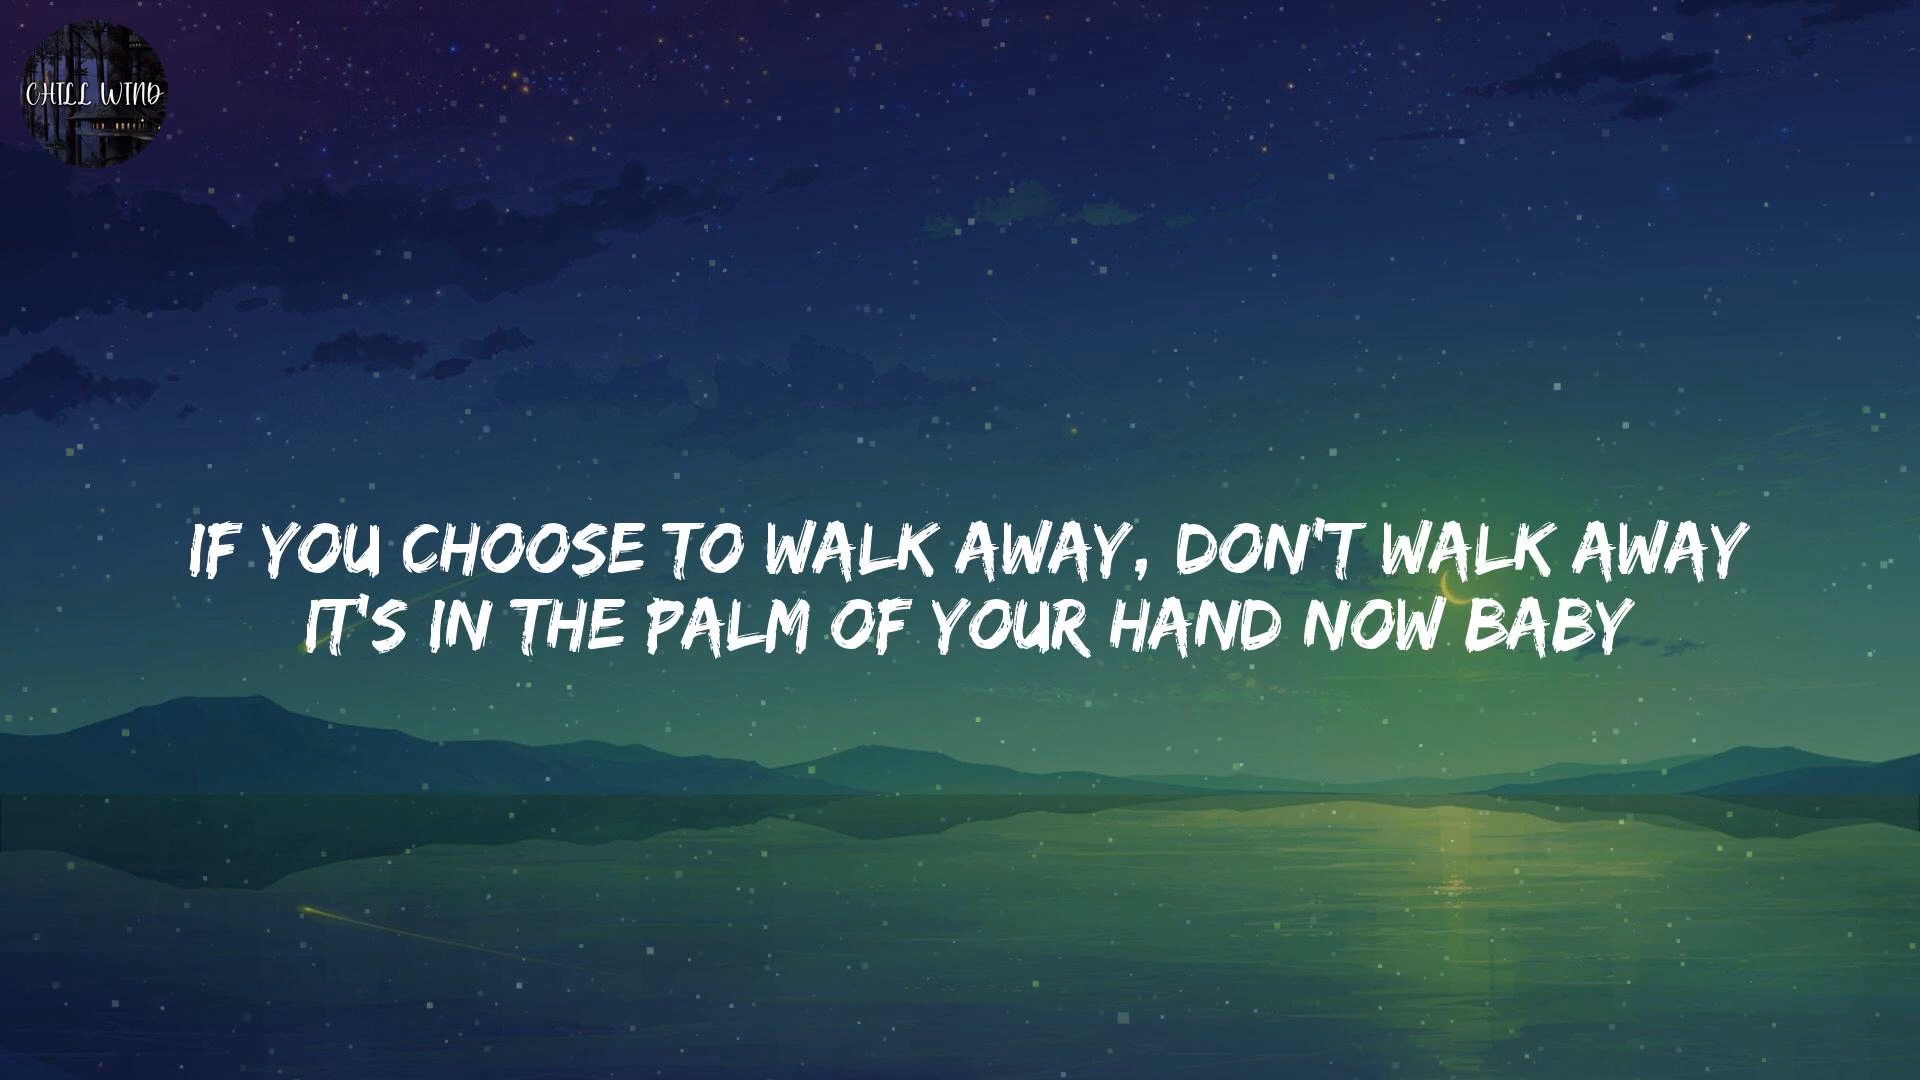 CHILL WIND
IF YOU CHOOSE TO WALK AWAY, DON'T WALK AWAY
IT'S IN THE PALM OF YOUR HAND NOW BABY